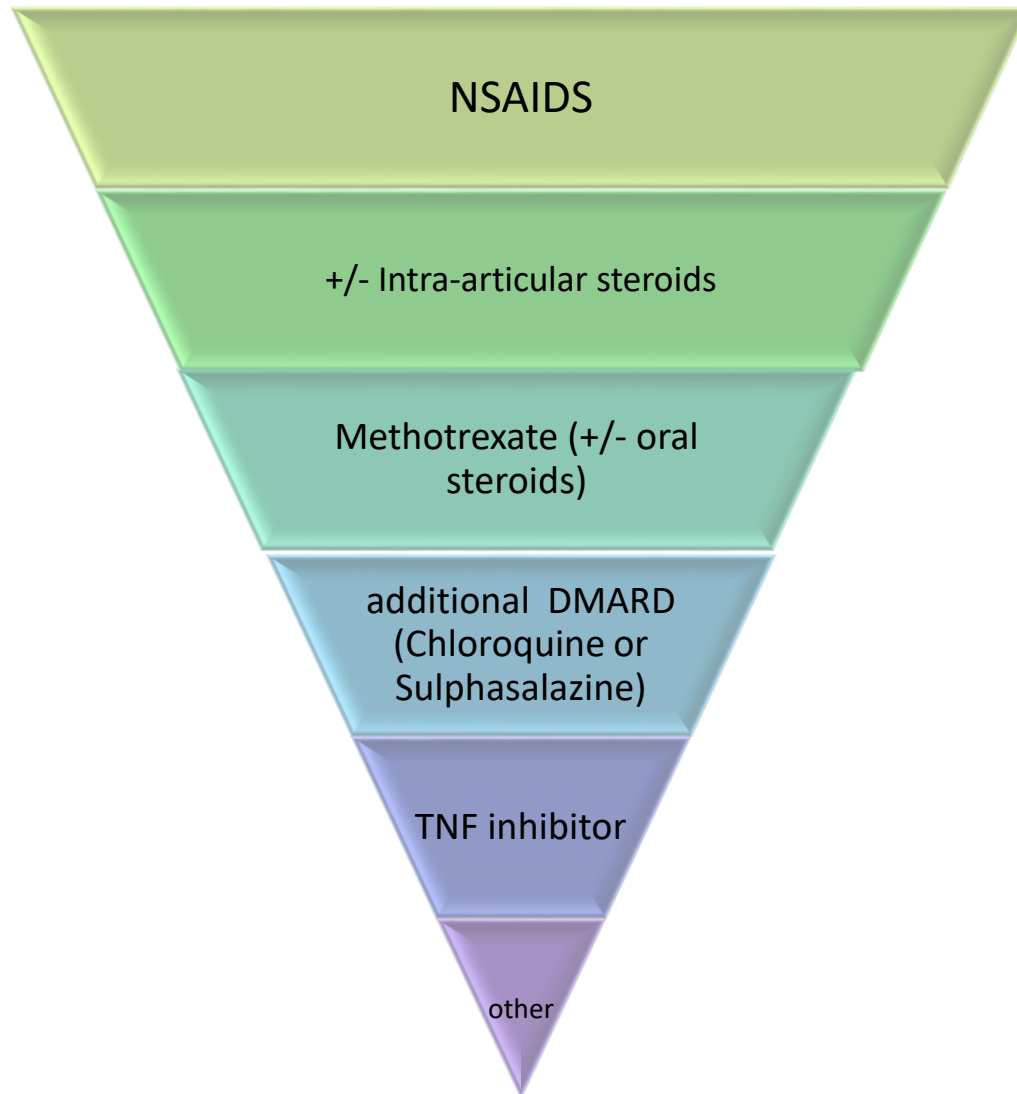 NSAIDS
+/- Intra-articular steroids
Methotrexate (+/- oral
steroids)
additional  DMARD
(Chloroquine or
Sulphasalazine)
TNF inhibitor
other